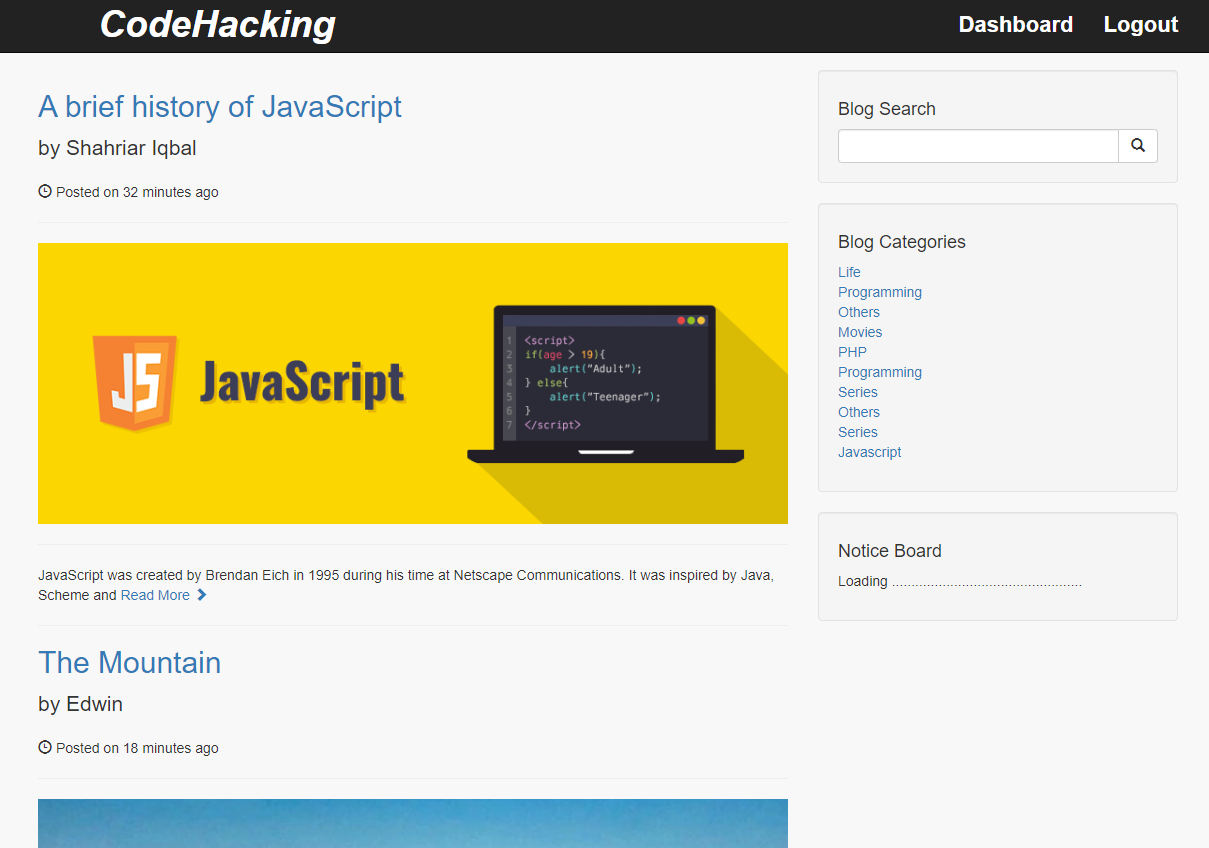 CodeHacking
Dashboard
Logout
A brief history of JavaScript
by Shahriar Iqbal
Posted on 32 minutes ago
JS
JavaScript
1 <script>
2 if(age > 19){
3 alert("Adult");
4 } else{
5 alert("Teenager");
6 }
7 </script>
JavaScript was created by Brendan Eich in 1995 during his time at Netscape Communications. It was inspired by Java,
Scheme and Read More
The Mountain
by Edwin
Posted on 18 minutes ago
Blog Search
Blog Categories
Life
Programming
Others
Movies
PHP
Programming
Series
Others
Series
Javascript
Notice Board
Loading .................................................